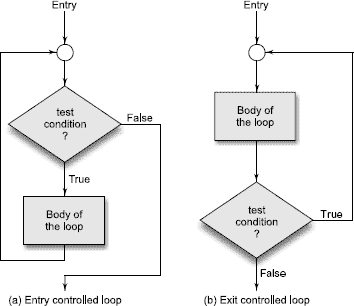 Entry
test
condition
?
False
True
Body of
the loop
(a) Entry controlled loop
Entry
Body of
the loop
test
condition
?
True
False
(b) Exit controlled loop